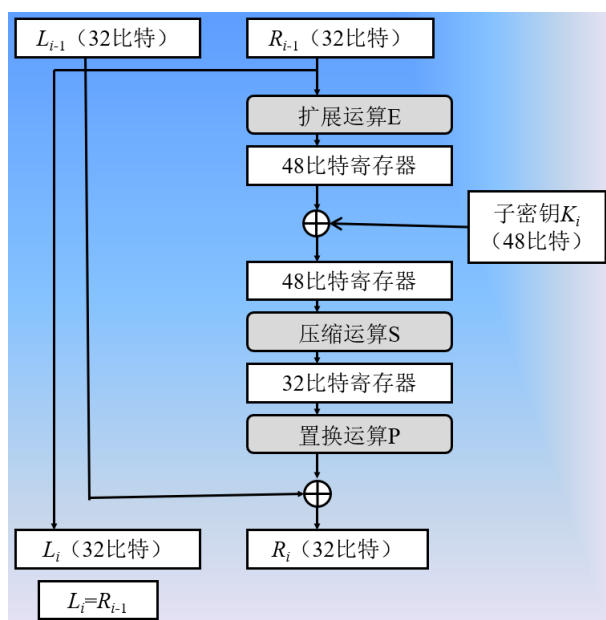 L_{i-1}（32比特）
R_{i-1}（32比特）
扩展运算E
48比特寄存器
子密钥K_i
（48比特）
48比特寄存器
压缩运算S
32比特寄存器
置换运算P
L_i（32比特）
R_i（32比特）
L_i=R_{i-1}